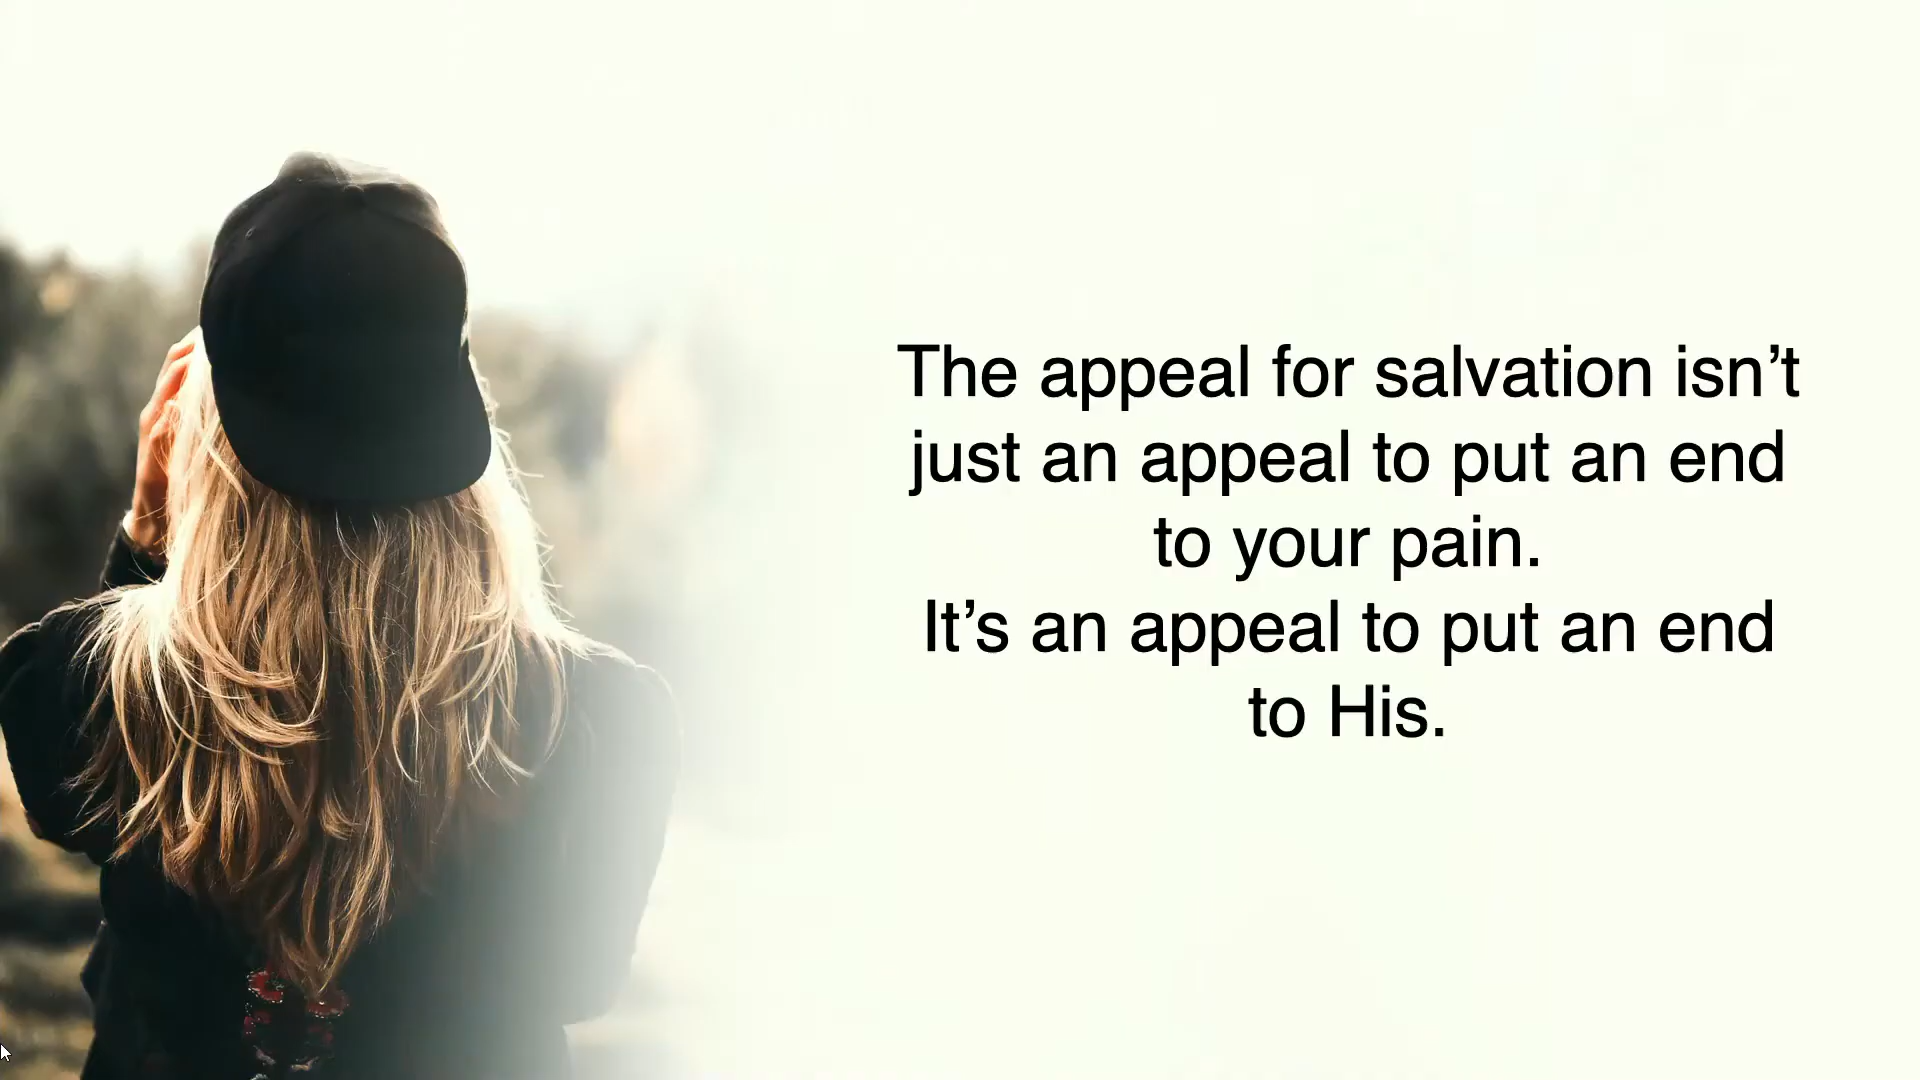 The appeal for salvation isn’t
just an appeal to put an end
to your pain.
It’s an appeal to put an end
to His.